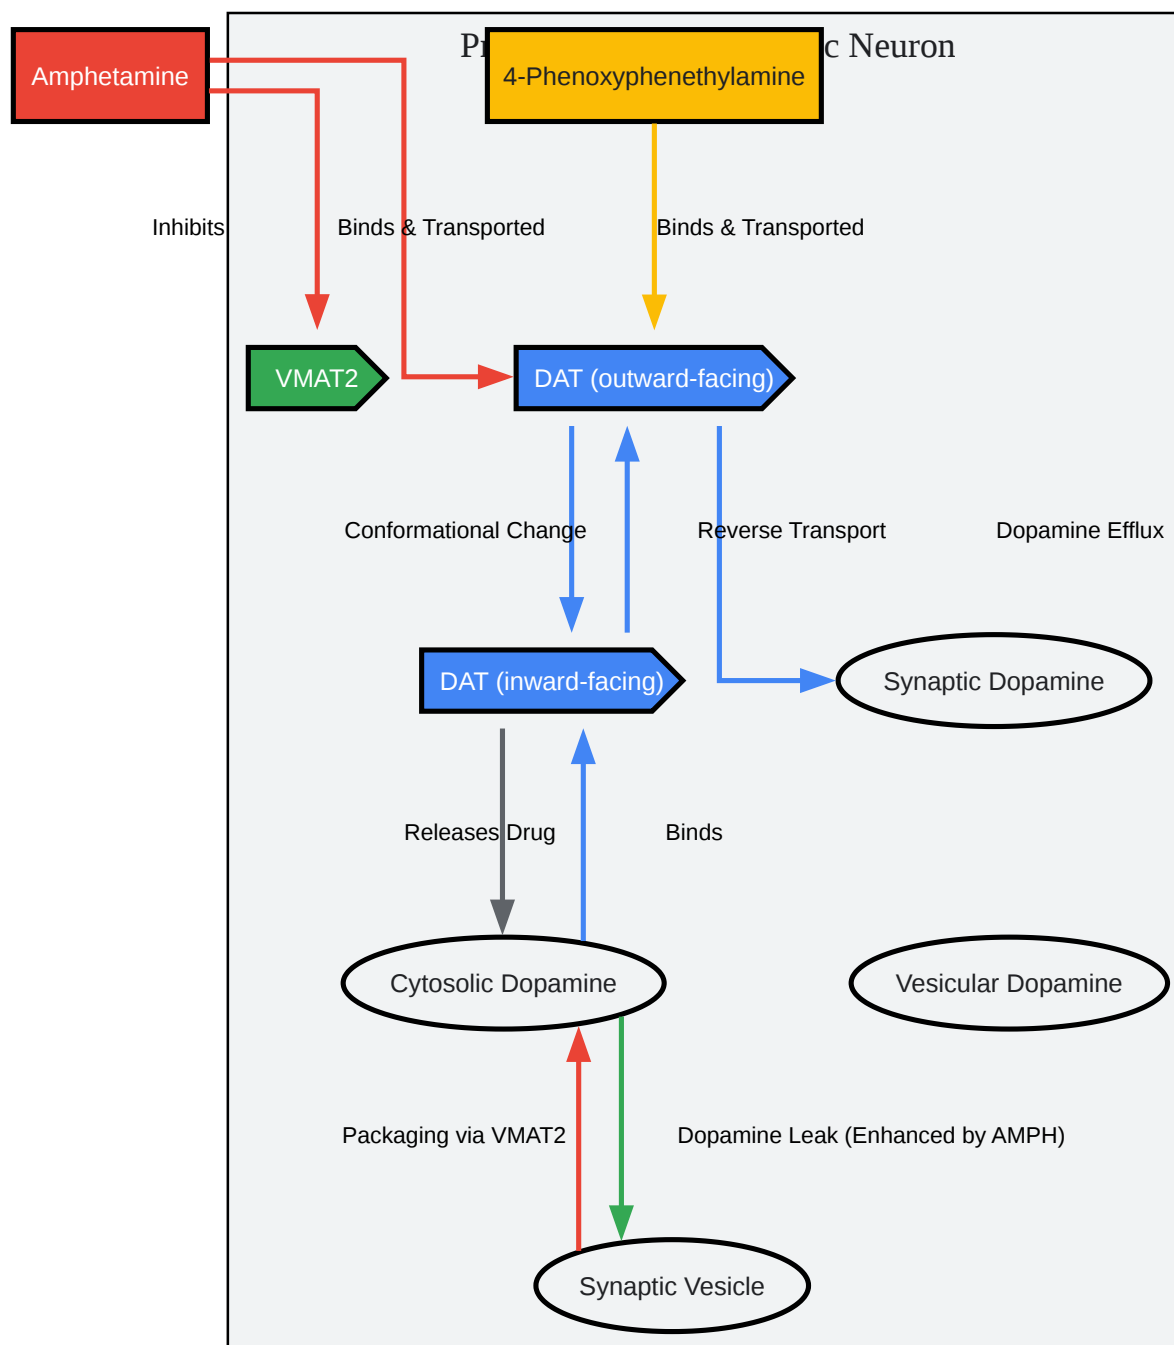 Amphetamine
4-Phenoxyphenethylamine
c Neuron
Inhibits
Binds & Transported
Binds & Transported
VMAT2
DAT (outward-facing)
Conformational Change
Reverse Transport
Dopamine Efflux
DAT (inward-facing)
Synaptic Dopamine
Releases Drug
Binds
Cytosolic Dopamine
Vesicular Dopamine
Packaging via VMAT2
Dopamine Leak (Enhanced by AMPH)
Synaptic Vesicle